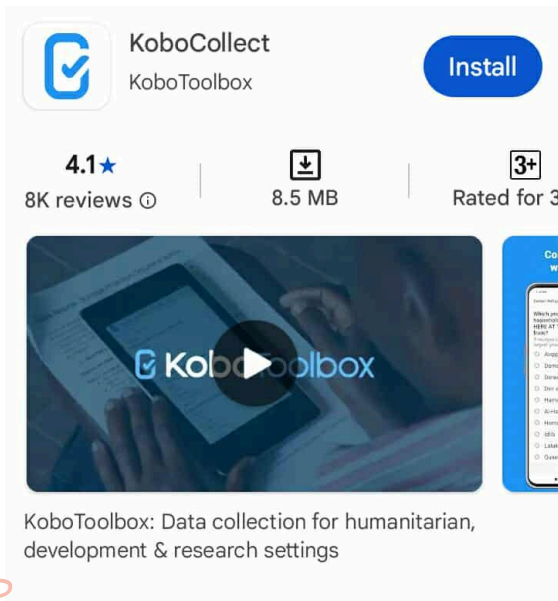 KoboCollect
KoboToolbox
Install
4.1★
8K reviews
8.5 MB
3+
Rated for 3
KoboToolbox
KoboToolbox: Data collection for humanitarian,
development & research settings